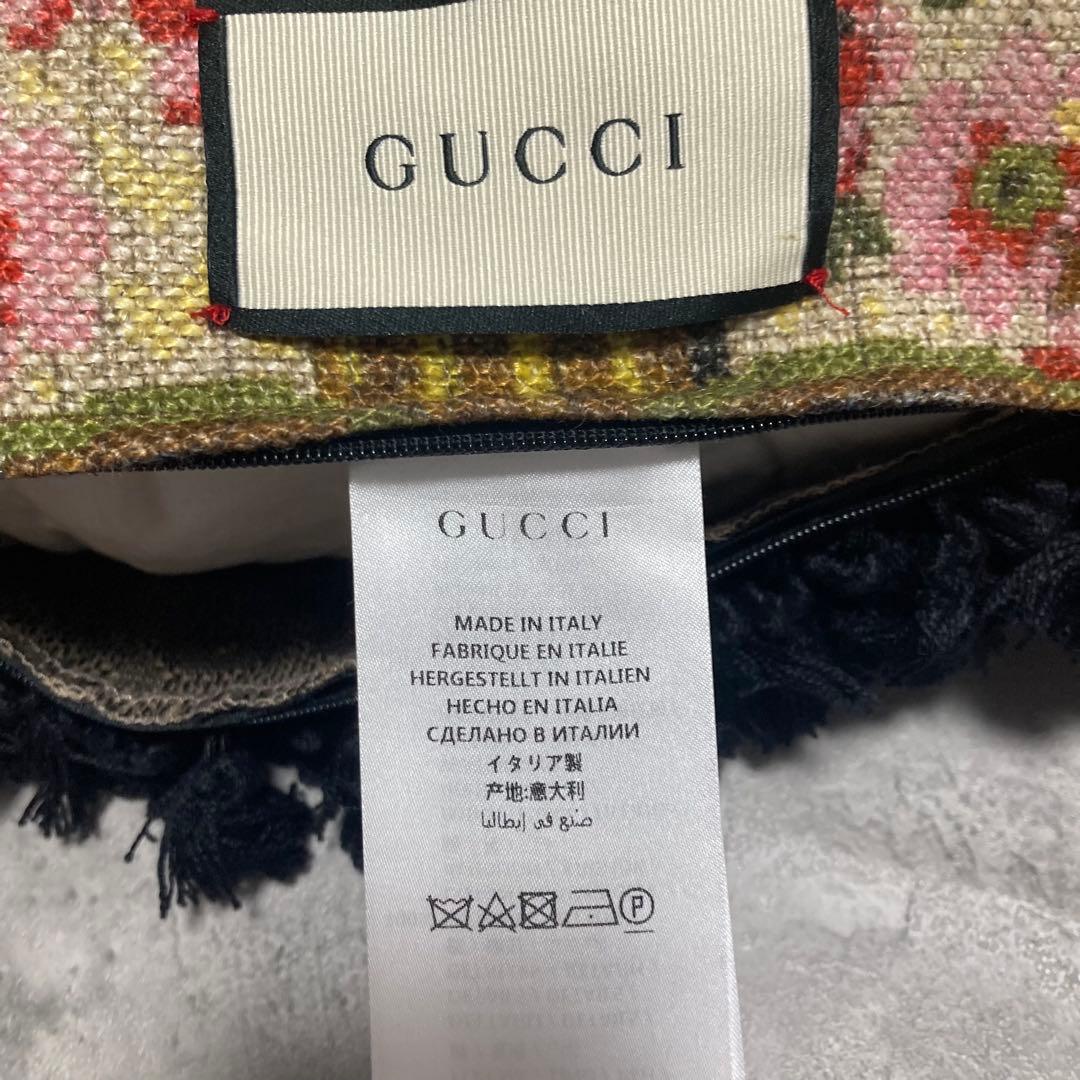 GUCCI
GUCCI
MADE IN ITALY
FABRIQUE EN ITALIE
HERGESTELLT IN ITALIEN
HECHO EN ITALIA
СДЕЛАНО В ИТАЛИИ
イタリア製
产地:意大利
صنع في إيطاليا
P